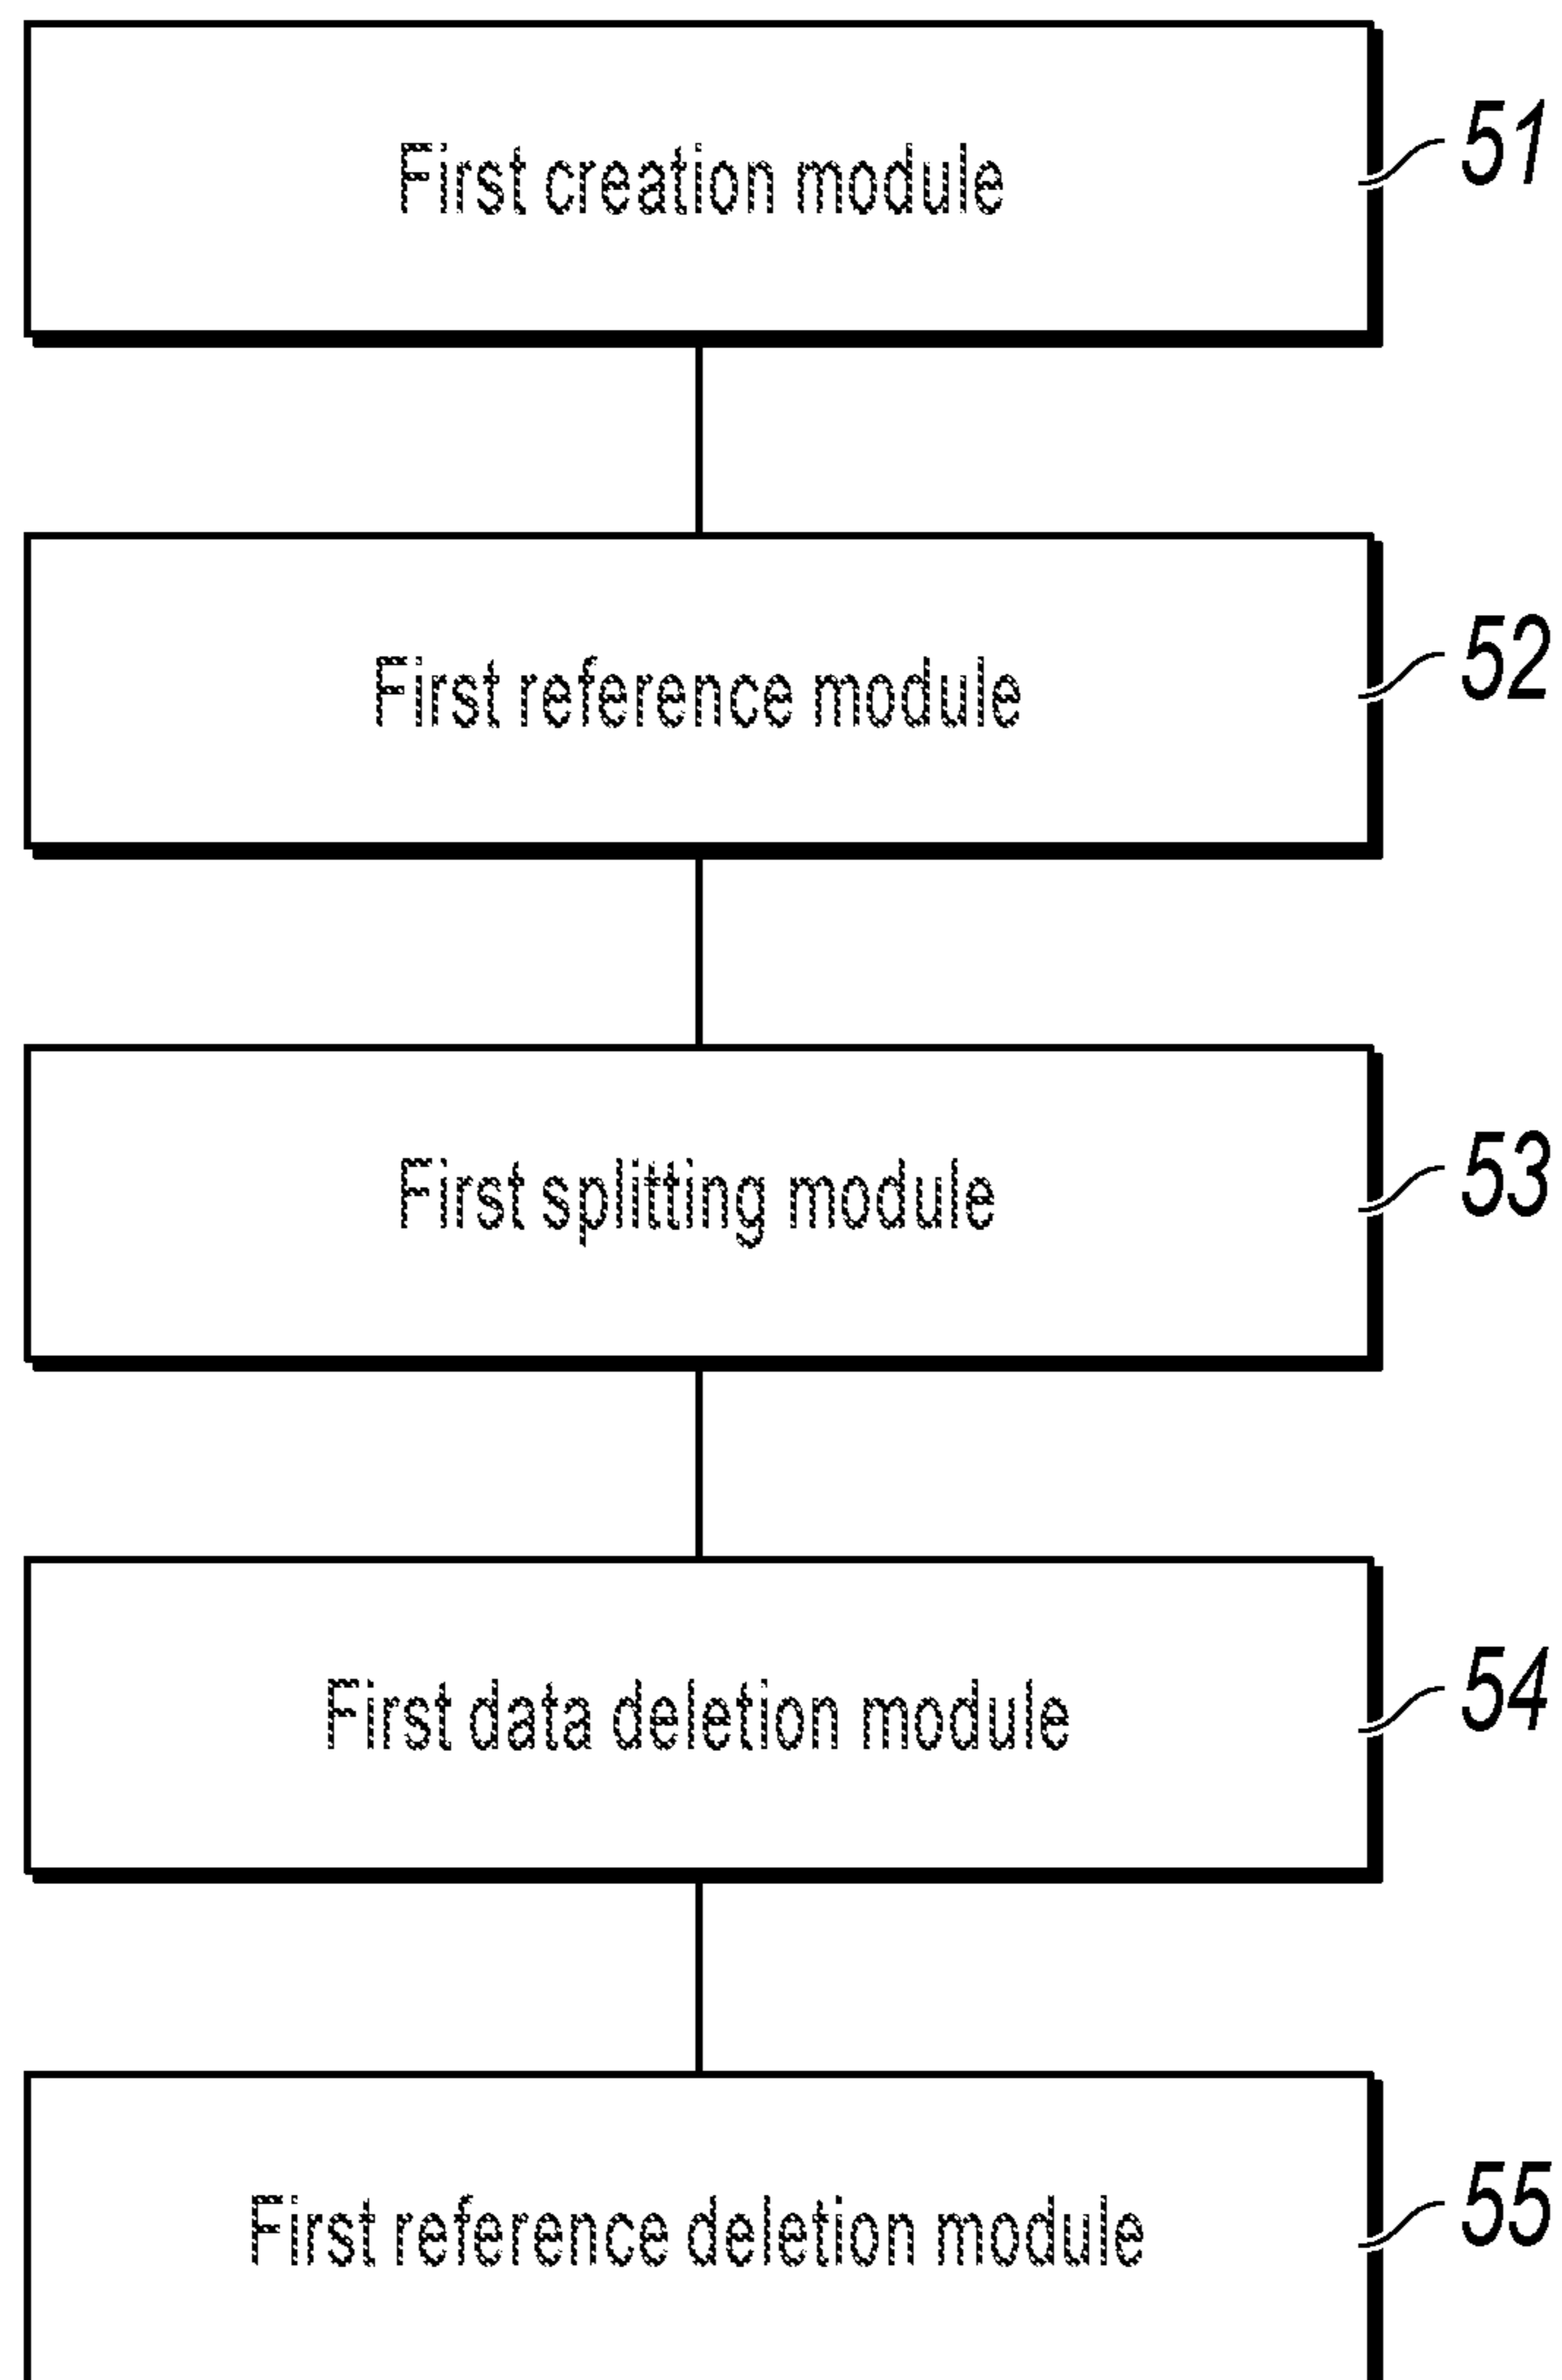 First creation module 51
First reference module 52
First splitting module 53
First data deletion module 54
First reference deletion module 55